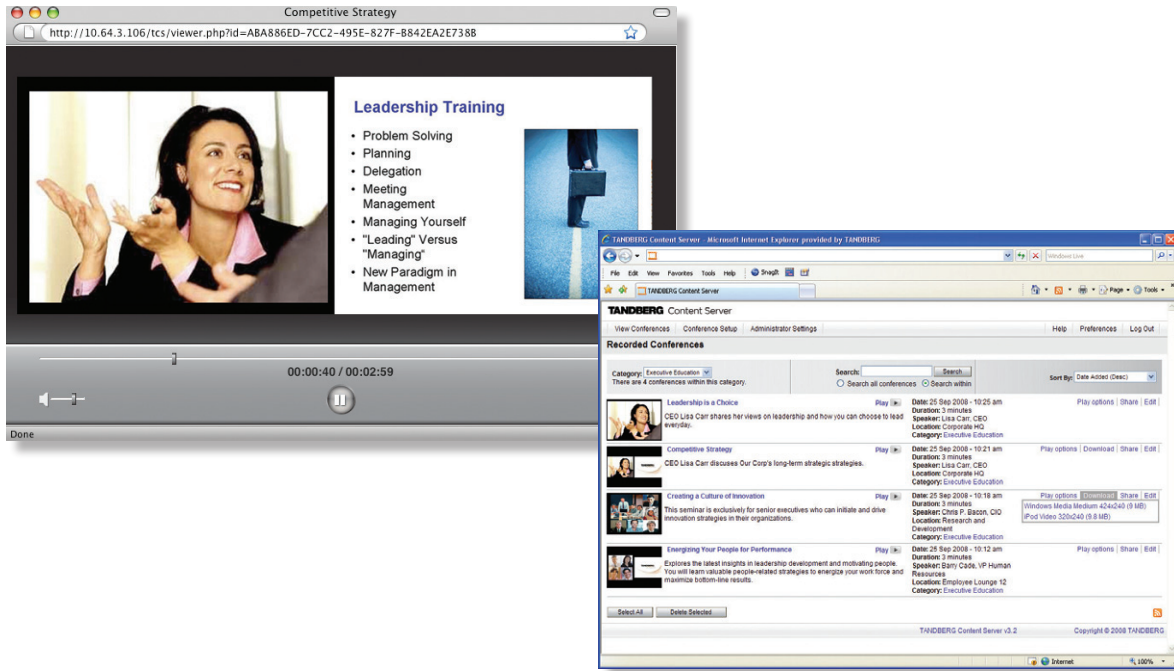 Competitive Strategy
http://10.64.3.106/tcs/viewer.php?id=ABA886ED-7CC2-495E-827F-B842EA2E738B
Leadership Training
• Problem Solving
• Planning
• Delegation
• Meeting
Management
• Managing Yourself
• "Leading" Versus
"Managing"
• New Paradigm in
Management
00:00:40 / 00:02:59
Done
TANDBERG Content Server - Microsoft Internet Explorer provided by TANDBERG
Windows Live
File Edit View Favorites Tools Help SnagIt
TANDBERG Content Server
Page Tools
TANDBERG Content Server
View Conferences Conference Setup Administrator Settings Help Preferences Log Out
Recorded Conferences
Category: Executive Education
There are 4 conferences within this category.
Search: Search
Search all conferences Search within
Sort By: Date Added (Desc)
Leadership is a Choice Play
CEO Lisa Carr shares her views on leadership and how you can choose to lead
everyday.
Date: 25 Sep 2008 - 10:25 am
Duration: 3 minutes
Speaker: Lisa Carr, CEO
Location: Corporate HQ
Category: Executive Education
Play options | Share | Edit |
Competitive Strategy Play
CEO Lisa Carr discusses Our Corp's long-term strategic strategies.
Date: 25 Sep 2008 - 10:21 am
Duration: 3 minutes
Speaker: Lisa Carr, CEO
Location: Corporate HQ
Category: Executive Education
Play options | Download | Share | Edit |
Creating a Culture of Innovation Play
This seminar is exclusively for senior executives who can initiate and drive
innovation strategies in their organizations.
Date: 25 Sep 2008 - 10:18 am
Duration: 3 minutes
Speaker: Chris P. Bacon, CIO
Location: Research and
Development
Category: Executive Education
Play options | Download | Share | Edit |
Windows Media Medium 424x240 (9 MB)
iPod Video 320x240 (9.8 MB)
Energizing Your People for Performance Play
Explores the latest insights in leadership development and motivating people.
You will learn valuable people-related strategies to energize your work force and
maximize bottom-line results.
Date: 25 Sep 2008 - 10:12 am
Duration: 3 minutes
Speaker: Barry Cade, VP Human
Resources
Location: Employee Lounge 12
Category: Executive Education
Play options | Share | Edit |
Select All Delete Selected
TANDBERG Content Server v3.2 Copyright © 2008 TANDBERG
Internet 100%